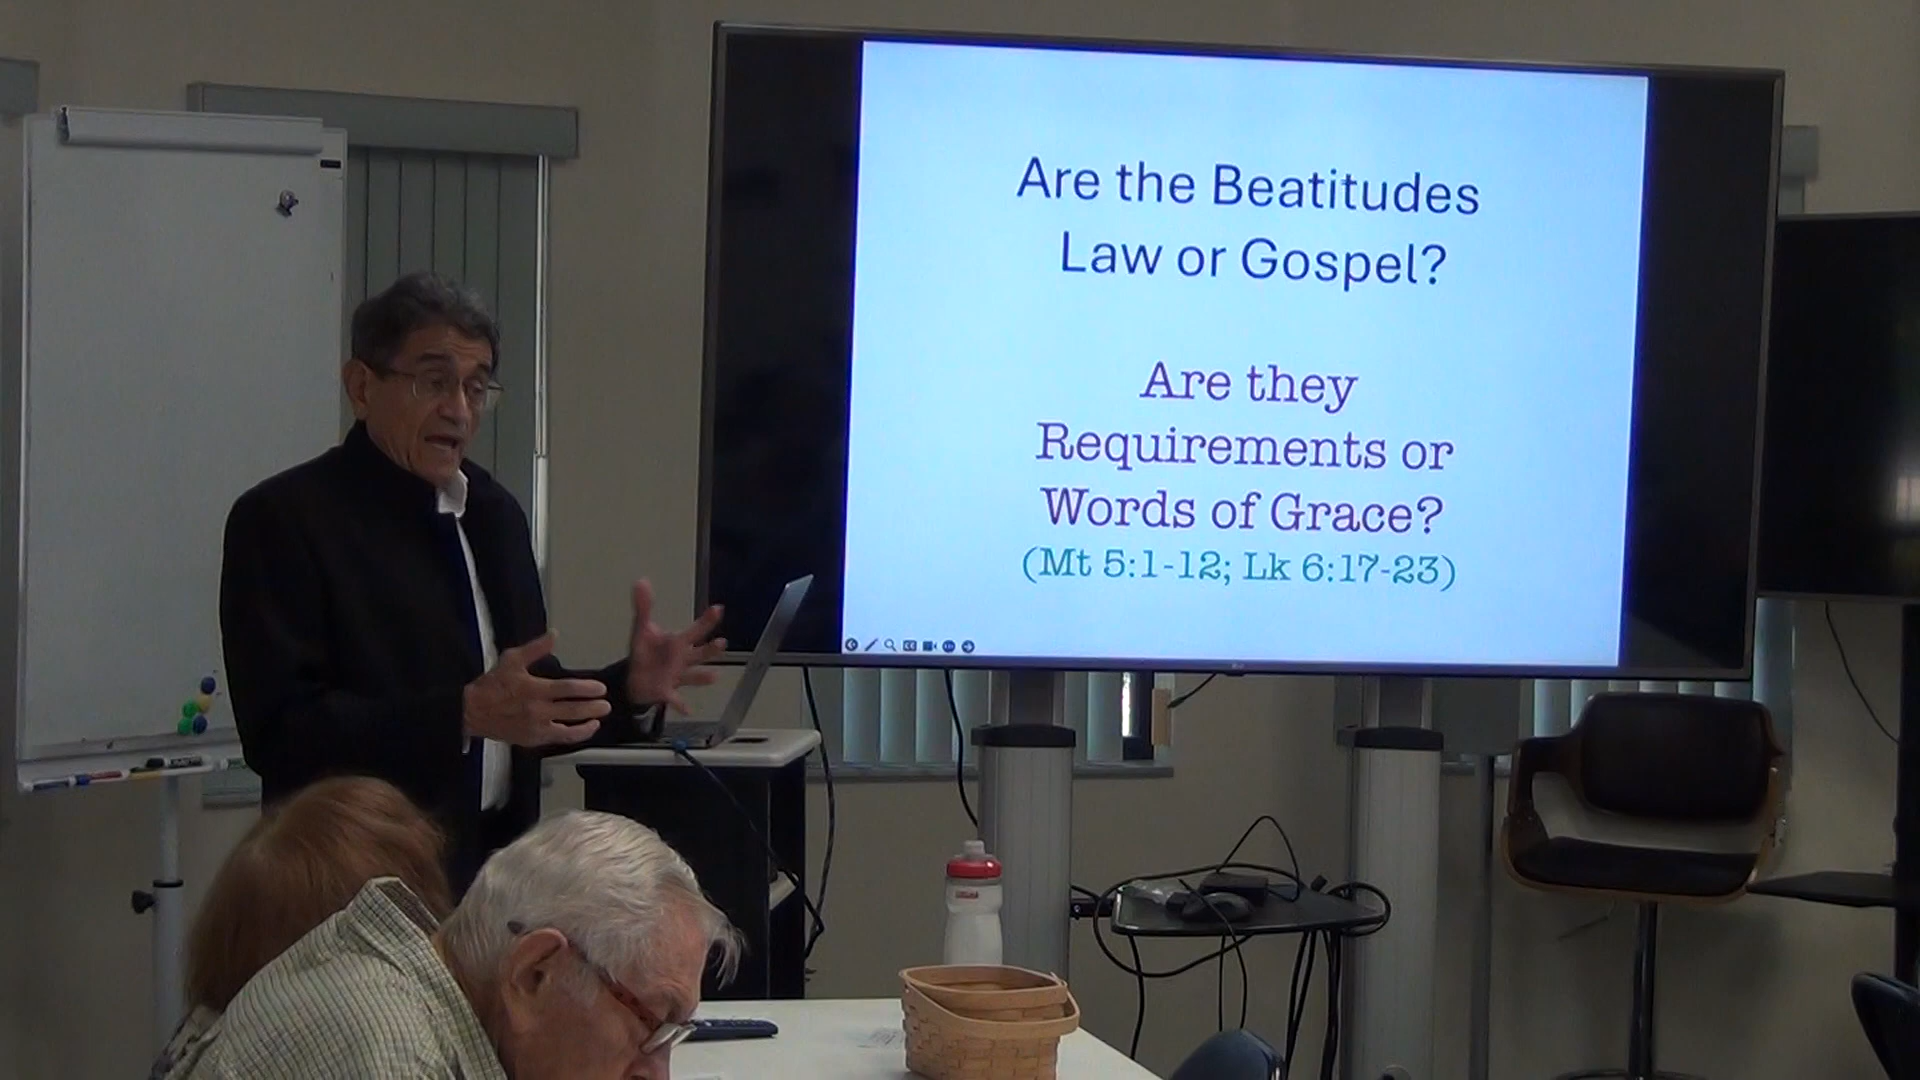 Are the Beatitudes
Law or Gospel?
Are they
Requirements or
Words of Grace?
(Mt 5:1-12; Lk 6:17-23)